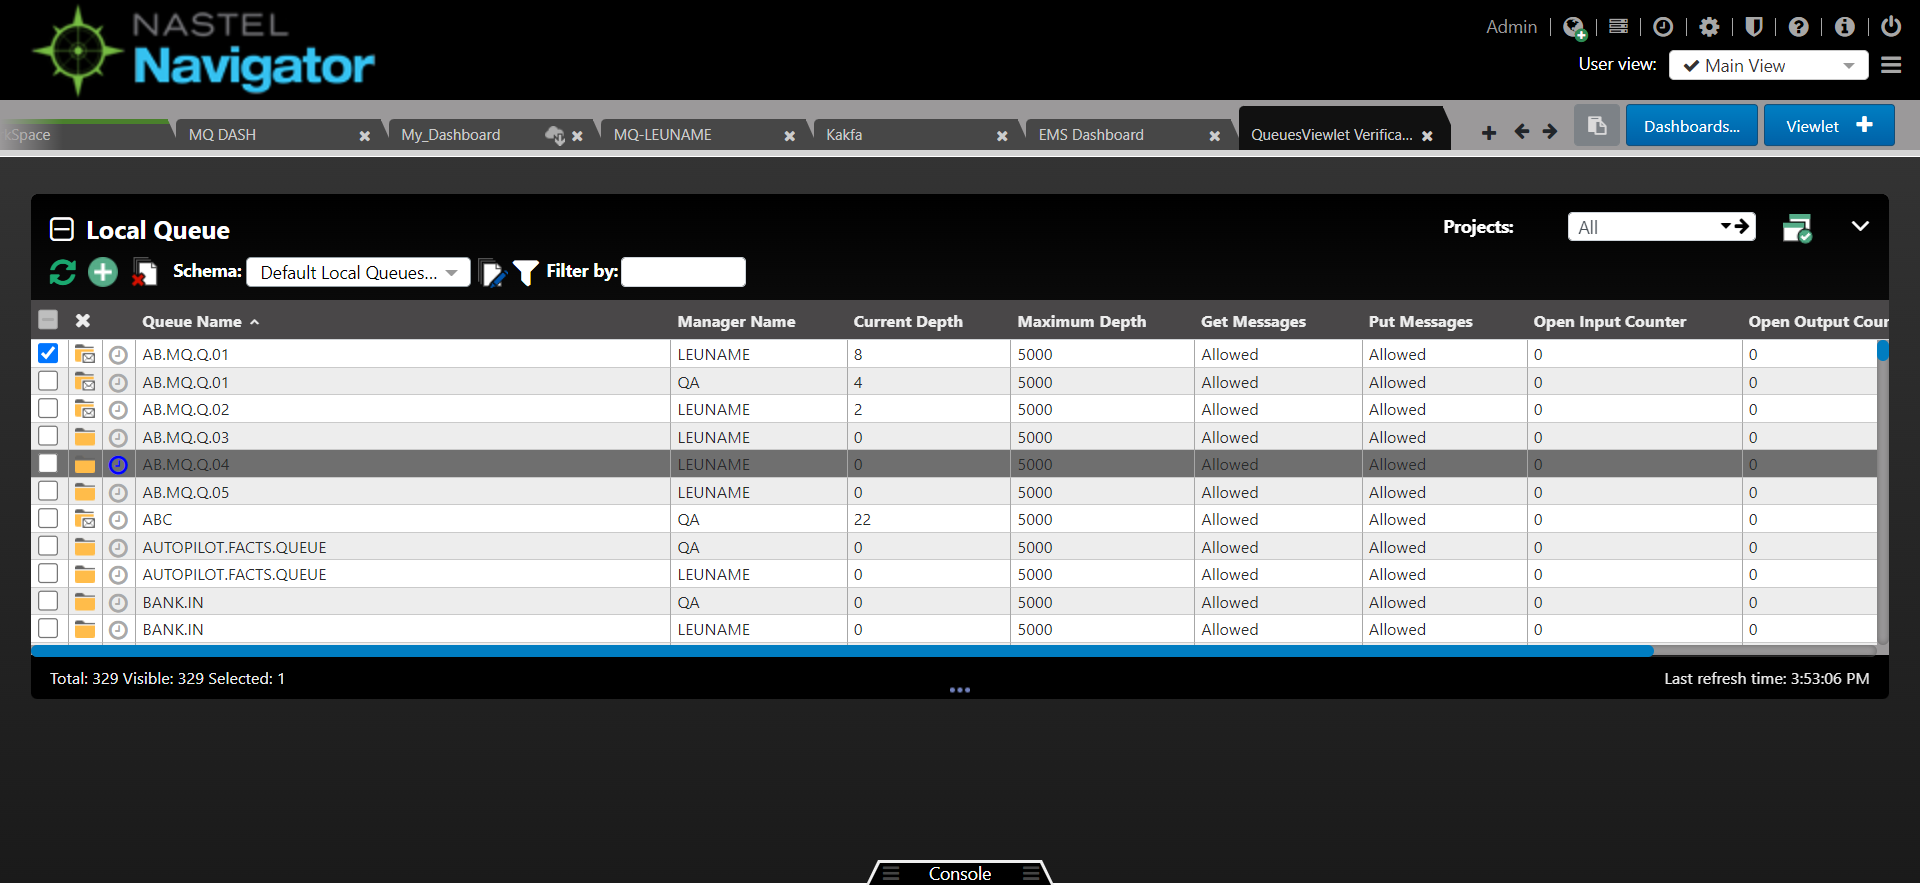 NASTEL
Navigator
Admin
User view: Main View
kSpace MQ DASH My_Dashboard MQ-LEUNAME Kakfa EMS Dashboard QueuesViewlet Verifica... Dashboards... Viewlet
Local Queue Projects: All
Schema: Default Local Queues... Filter by:
Queue Name Manager Name Current Depth Maximum Depth Get Messages Put Messages Open Input Counter Open Output Coun
AB.MQ.Q.01 LEUNAME 8 5000 Allowed Allowed 0 0
AB.MQ.Q.01 QA 4 5000 Allowed Allowed 0 0
AB.MQ.Q.02 LEUNAME 2 5000 Allowed Allowed 0 0
AB.MQ.Q.03 LEUNAME 0 5000 Allowed Allowed 0 0
AB.MQ.Q.04 LEUNAME 0 5000 Allowed Allowed 0 0
AB.MQ.Q.05 LEUNAME 0 5000 Allowed Allowed 0 0
ABC QA 22 5000 Allowed Allowed 0 0
AUTOPILOT.FACTS.QUEUE QA 0 5000 Allowed Allowed 0 0
AUTOPILOT.FACTS.QUEUE LEUNAME 0 5000 Allowed Allowed 0 0
BANK.IN QA 0 5000 Allowed Allowed 0 0
BANK.IN LEUNAME 0 5000 Allowed Allowed 0 0
Total: 329 Visible: 329 Selected: 1 Last refresh time: 3:53:06 PM
Console